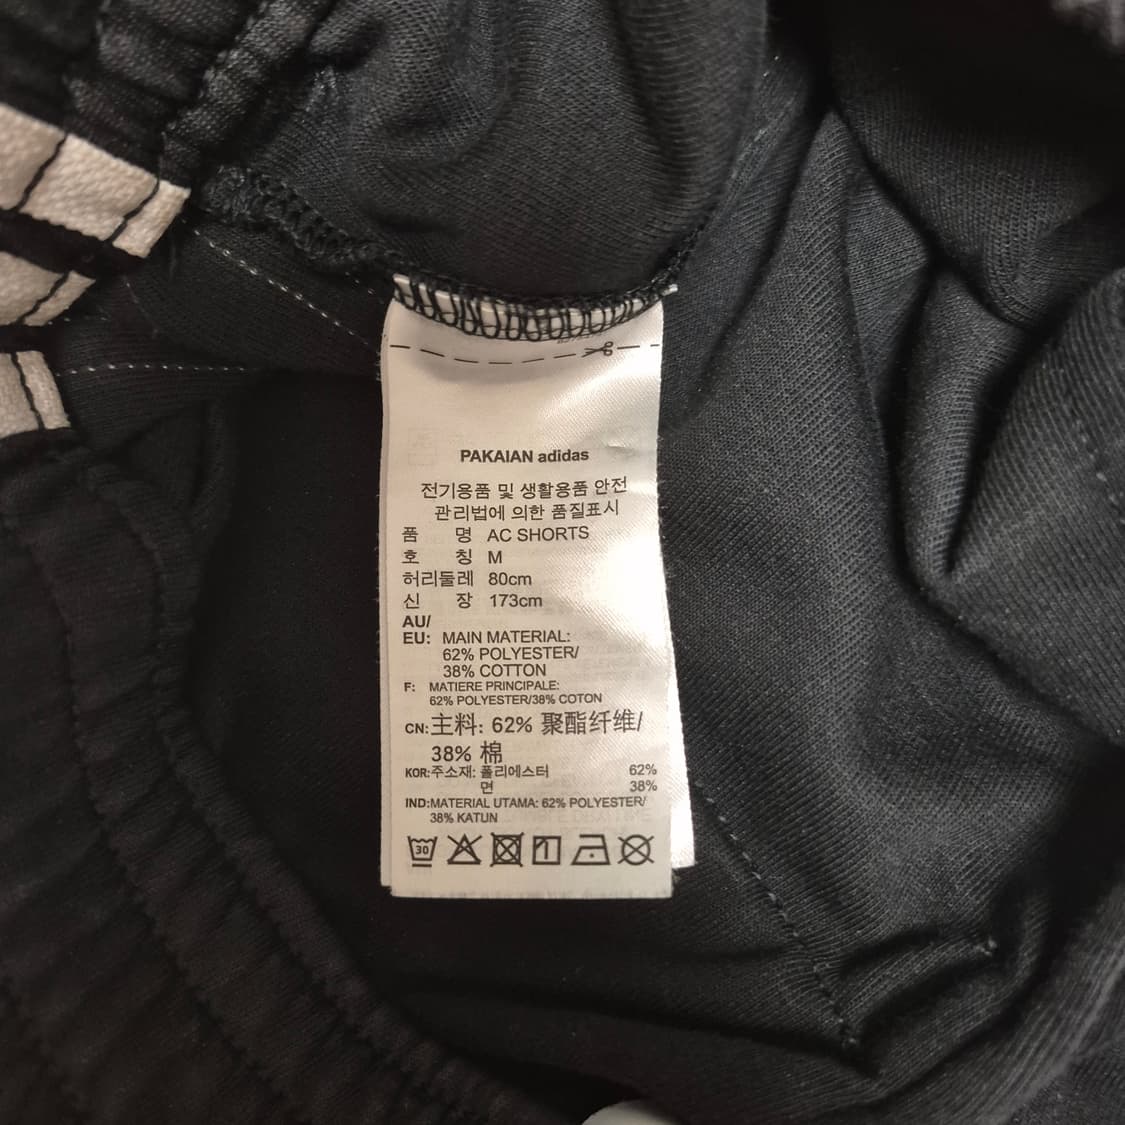 PAKAIAN adidas
전기용품 및 생활용품 안전
관리법에 의한 품질표시
품 명 AC SHORTS
호 칭 M
허리둘레 80cm
신 장 173cm
AU/
EU: MAIN MATERIAL:
62% POLYESTER/
38% COTTON
F: MATIERE PRINCIPALE:
62% POLYESTER/38% COTON
CN:主料: 62% 聚酯纤维/
38% 棉
KOR:주소재: 폴리에스터 62%
면 38%
IND:MATERIAL UTAMA: 62% POLYESTER/
38% KATUN
30